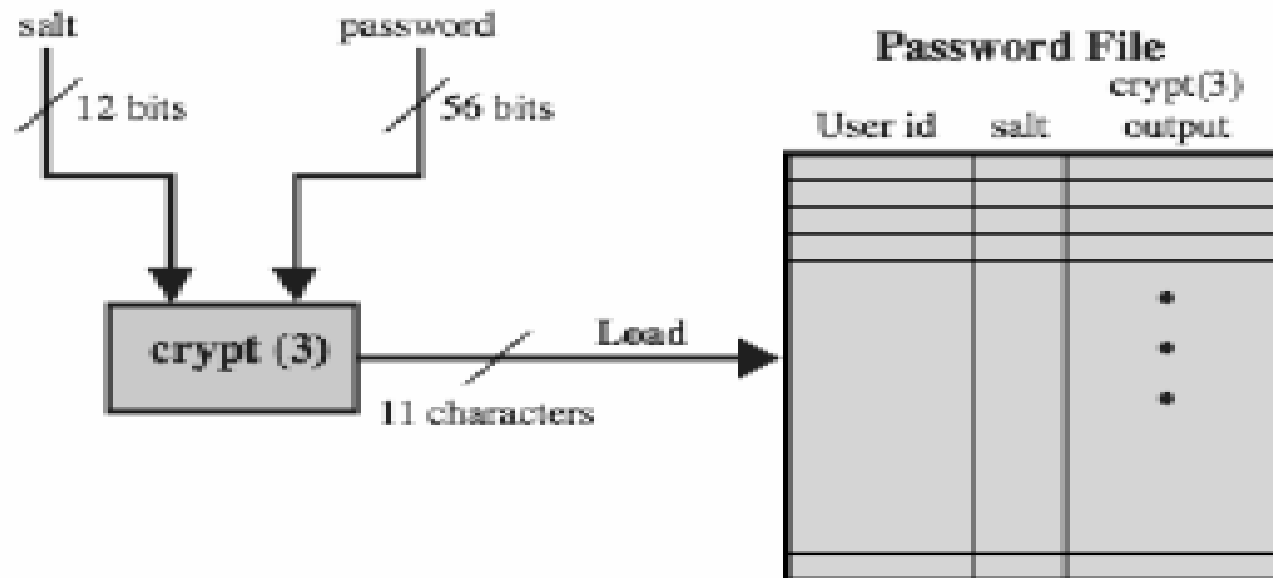 salt
password
12 bits
56 bits
crypt (3)
Load
11 characters
Password File
User id
salt
crypt(3)
output